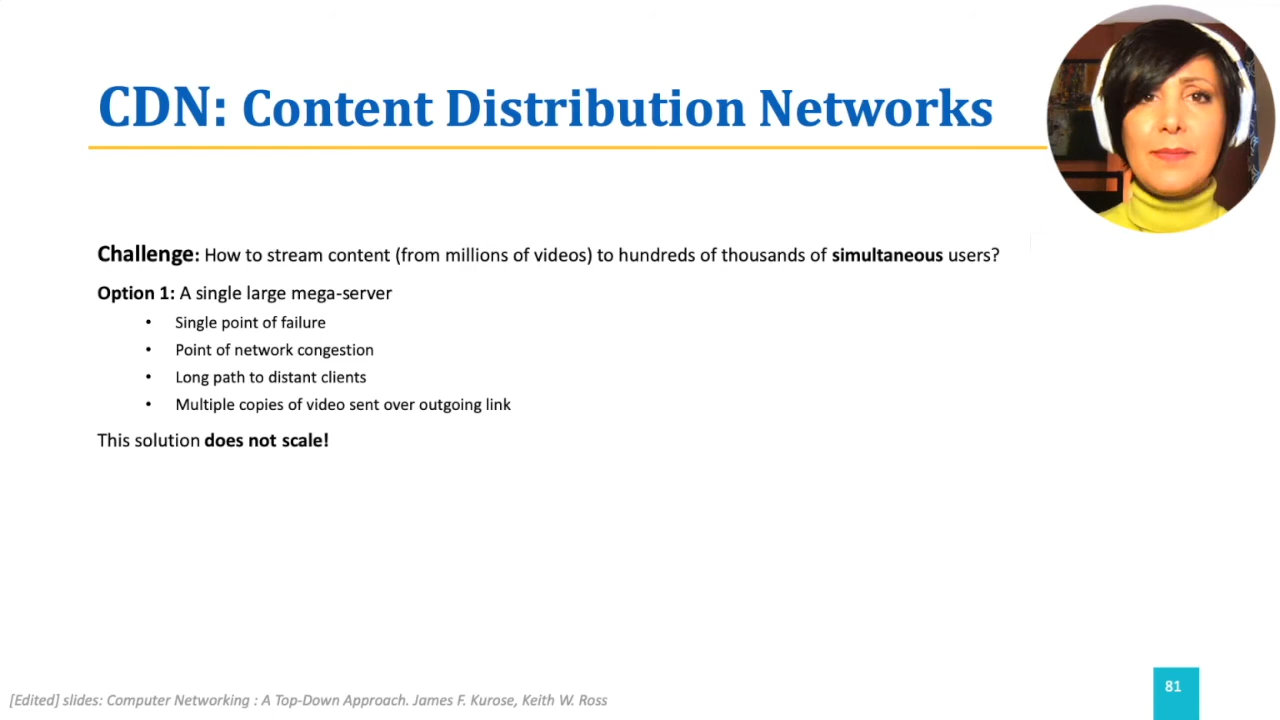 CDN: Content Distribution Networks
Challenge: How to stream content (from millions of videos) to hundreds of thousands of simultaneous users?
Option 1: A single large mega-server
• Single point of failure
• Point of network congestion
• Long path to distant clients
• Multiple copies of video sent over outgoing link
This solution does not scale!
[Edited] slides: Computer Networking : A Top-Down Approach. James F. Kurose, Keith W. Ross
81